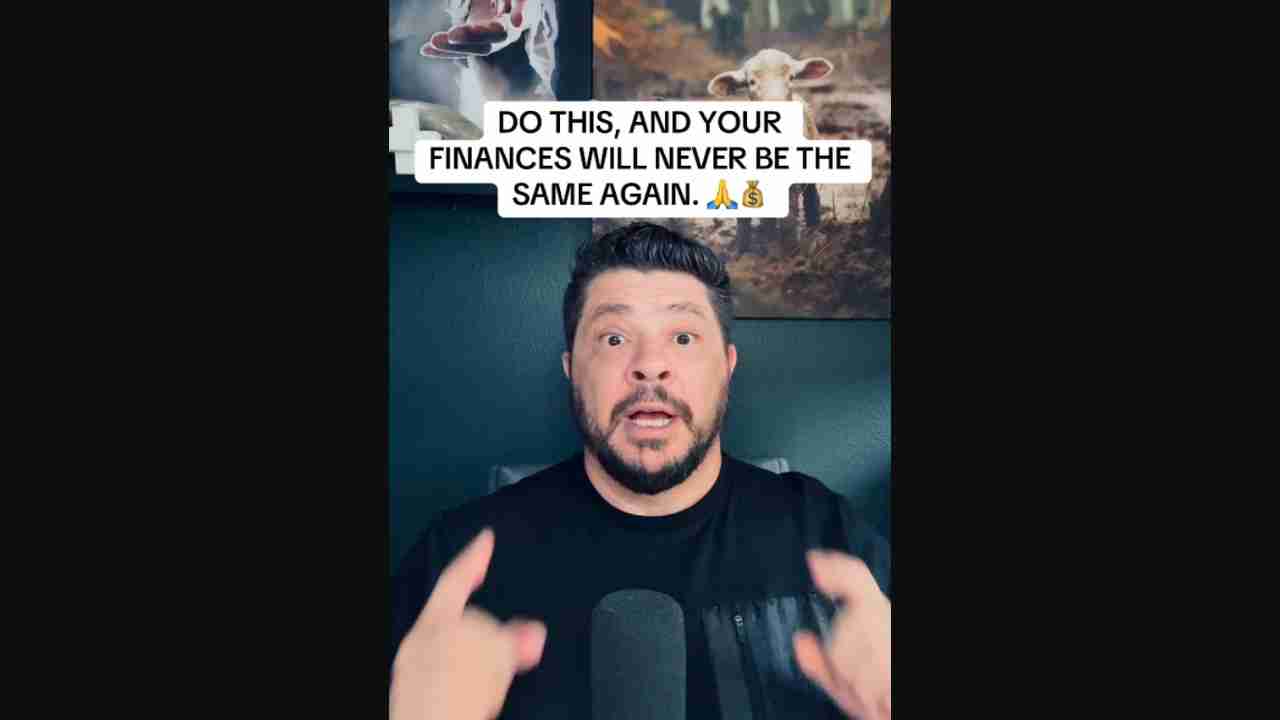 DO THIS, AND YOUR
FINANCES WILL NEVER BE THE
SAME AGAIN. 🙏💰